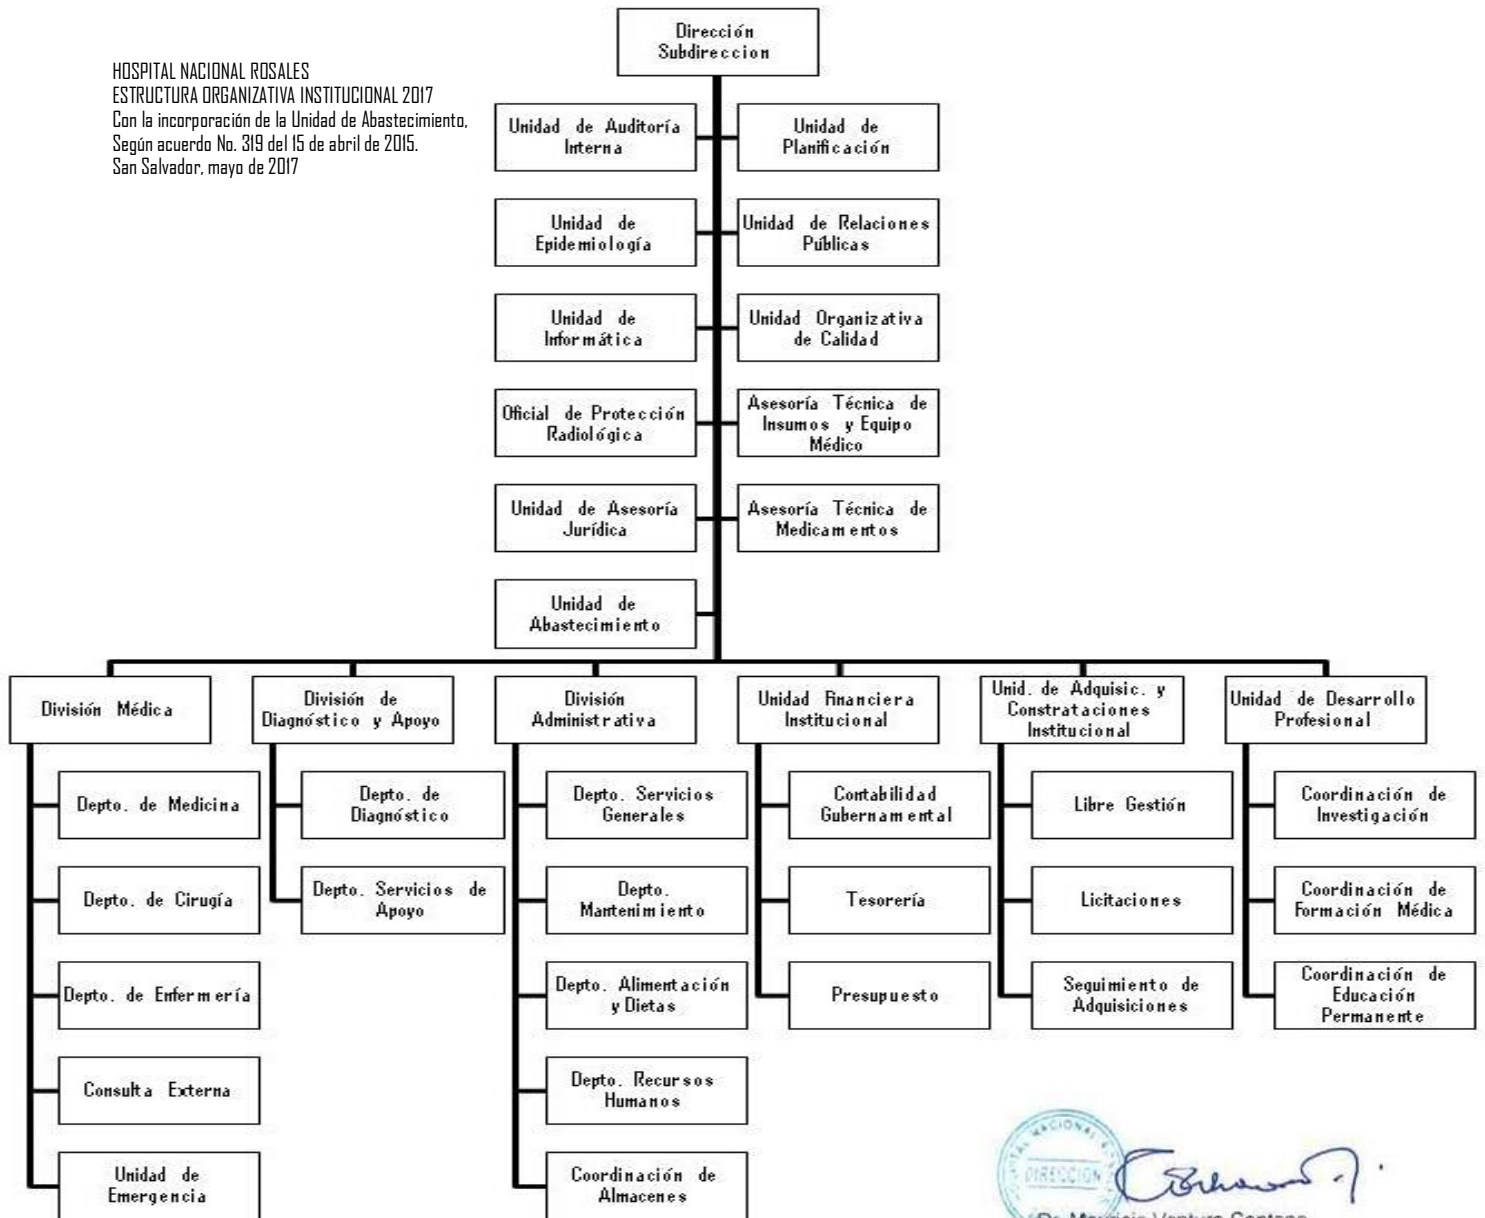 Dirección
Subdireccion
HOSPITAL NACIONAL ROSALES
ESTRUCTURA ORGANIZATIVA INSTITUCIONAL 2017
Con la incorporación de la Unidad de Abastecimiento,
Según acuerdo No. 319 del 15 de abril de 2015.
San Salvador, mayo de 2017
Unidad de Auditoría
Interna
Unidad de
Planificación
Unidad de
Epidemiología
Unidad de Relaciones
Públicas
Unidad de
Informática
Unidad Organizativa
de Calidad
Oficial de Protección
Radiológica
Asesoría Técnica de
Insumos y Equipo
Médico
Unidad de Asesoría
Jurídica
Asesoría Técnica de
Medicamentos
Unidad de
Abastecimiento
División Médica
División de
Diagnóstico y Apoyo
División
Administrativa
Unidad Financiera
Institucional
Unid. de Adquisic. y
Constrataciones
Institucional
Unidad de Desarrollo
Profesional
Depto. de Medicina
Depto. de Cirugía
Depto. de Enfermería
Consulta Externa
Unidad de
Emergencia
Depto. de
Diagnóstico
Depto. Servicios de
Apoyo
Depto. Servicios
Generales
Depto.
Mantenimiento
Depto. Alimentación
y Dietas
Depto. Recursos
Humanos
Coordinación de
Almacenes
Contabilidad
Gubernamental
Tesorería
Presupuesto
Libre Gestión
Licitaciones
Seguimiento de
Adquisiciones
Coordinación de
Investigación
Coordinación de
Formación Médica
Coordinación de
Educación
Permanente
DIRECCION
Dr. Mauricio Ventura Centeno